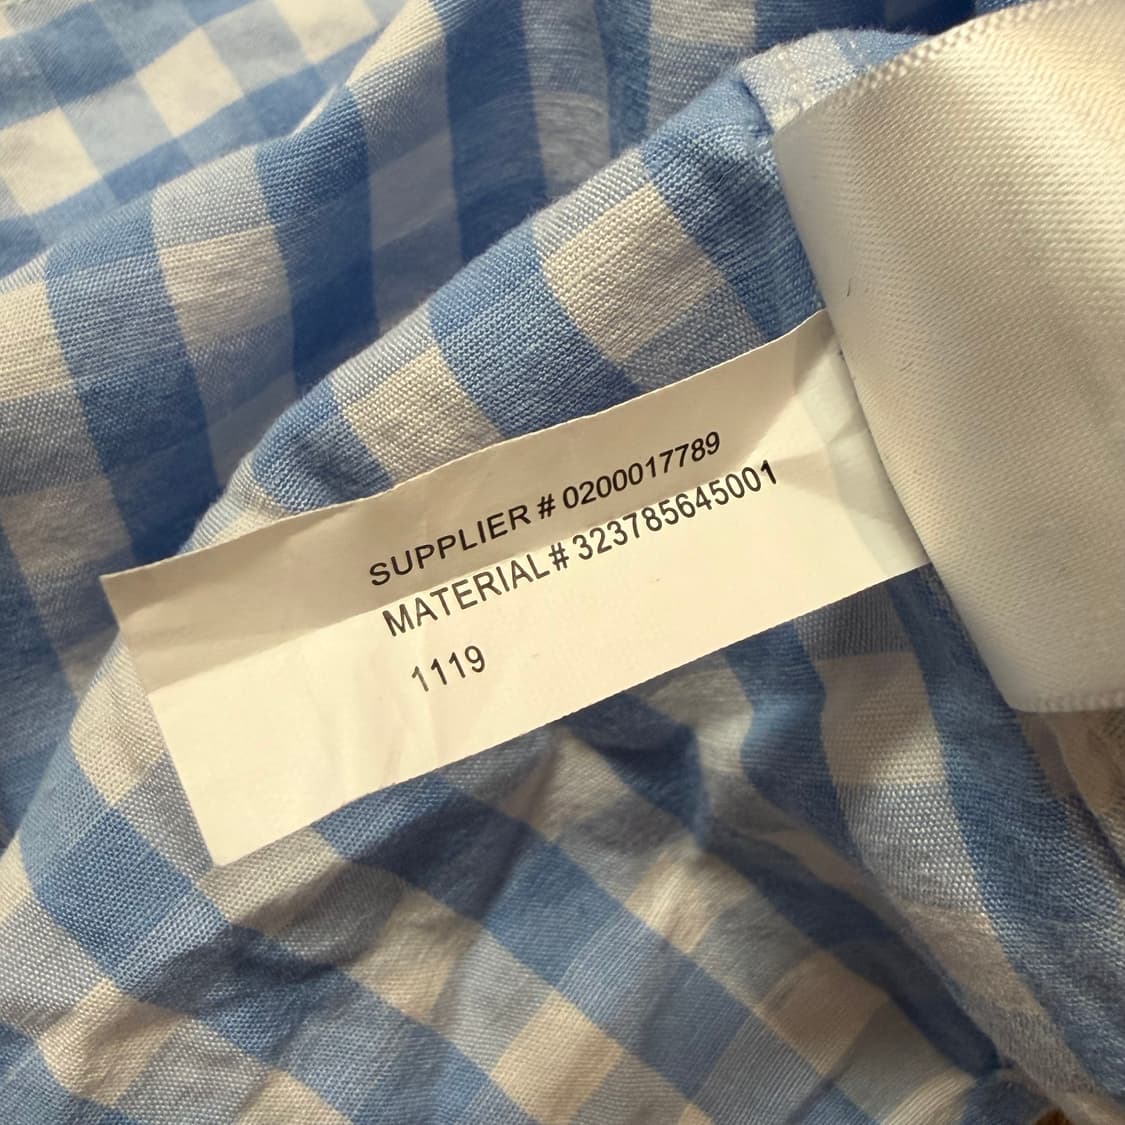 SUPPLIER # 0200017789
MATERIAL # 323785645001
1119